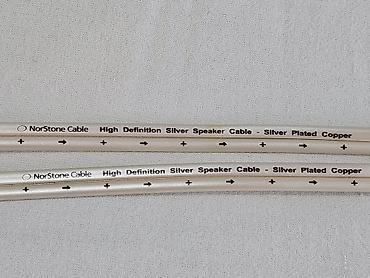 NorStone Cable High Definition Silver Speaker Cable - Silver Plated Copper
+ → + → + → + → +
NorStone Cable High Definition Silver Speaker Cable - Silver Plated Copper
+ → + → + → + → +